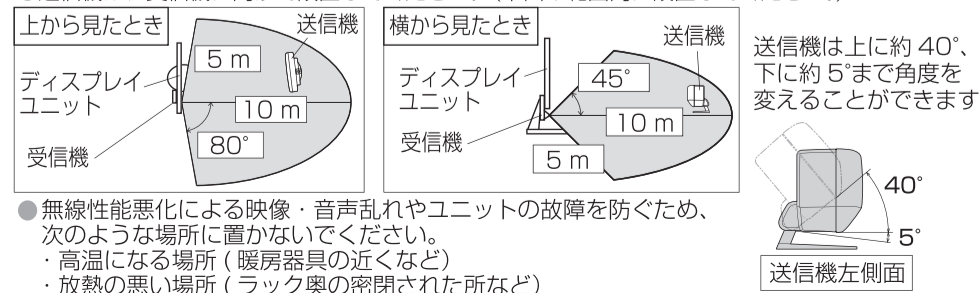 上から見たとき
送信機
5 m
ディスプレイ
ユニット
10 m
80°
受信機
横から見たとき
送信機
ディスプレイ
ユニット
45°
10 m
受信機
5 m
送信機は上に約 40°、
下に約 5°まで角度を
変えることができます
40°
5°
送信機左側面
●無線性能悪化による映像・音声乱れやユニットの故障を防ぐため、
次のような場所に置かないでください。
・高温になる場所 ( 暖房器具の近くなど)
・放熱の悪い場所 ( ラック奥の密閉された所など)